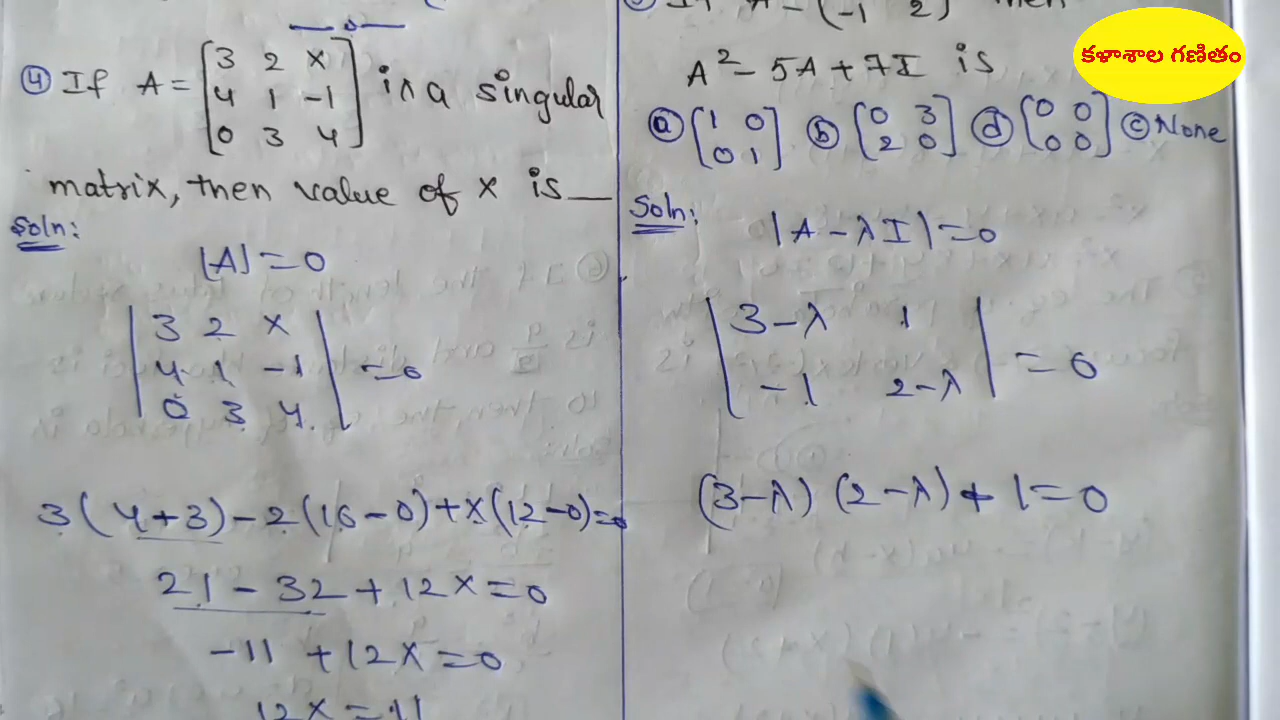 ④ If A = [3 2 x
4 1 -1
0 3 4] is a singular
matrix, then value of x is __
Soln:
|A| = 0
|3 2 x
4 1 -1
0 3 4| = 0
3(4+3) - 2(16-0) + x(12-0) = 0
21 - 32 + 12x = 0
-11 + 12x = 0
12x = 11
(-1 2) then
A² - 5A + 7I is
ⓐ [1 0
0 1] ⓑ [0 3
2 0] ⓓ [0 0
0 0] ⓒ None
Soln:
|A - λI| = 0
|3-λ 1
-1 2-λ| = 0
(3-λ) (2-λ) + 1 = 0
కళాశాల గణితం